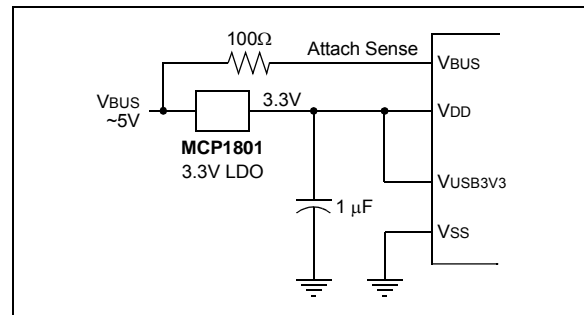 100Ω
Attach Sense
VBUS
VBUS
~5V
3.3V
VDD
MCP1801
3.3V LDO
VUSB3V3
1 μF
VSS